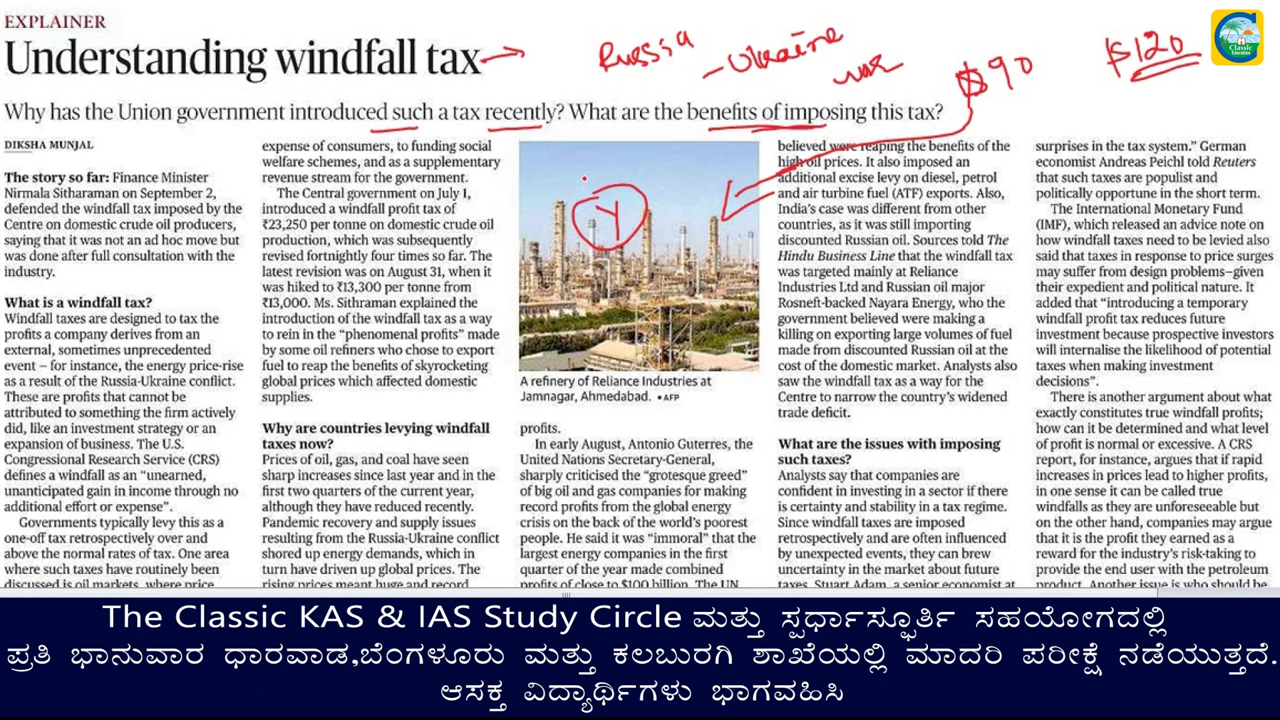 EXPLAINER
Understanding windfall tax
Russia
-Ukraine
war
$90
$120
Classic
Education
Why has the Union government introduced such a tax recently? What are the benefits of imposing this tax?
DIKSHA MUNJAL
The story so far: Finance Minister
Nirmala Sitharaman on September 2,
defended the windfall tax imposed by the
Centre on domestic crude oil producers,
saying that it was not an ad hoc move but
was done after full consultation with the
industry.
What is a windfall tax?
Windfall taxes are designed to tax the
profits a company derives from an
external, sometimes unprecedented
event – for instance, the energy price-rise
as a result of the Russia-Ukraine conflict.
These are profits that cannot be
attributed to something the firm actively
did, like an investment strategy or an
expansion of business. The U.S.
Congressional Research Service (CRS)
defines a windfall as an “unearned,
unanticipated gain in income through no
additional effort or expense”.
Governments typically levy this as a
one-off tax retrospectively over and
above the normal rates of tax. One area
where such taxes have routinely been
discussed is oil markets, where price
expense of consumers, to funding social
welfare schemes, and as a supplementary
revenue stream for the government.
The Central government on July 1,
introduced a windfall profit tax of
₹23,250 per tonne on domestic crude oil
production, which was subsequently
revised fortnightly four times so far. The
latest revision was on August 31, when it
was hiked to ₹13,300 per tonne from
₹13,000. Ms. Sithraman explained the
introduction of the windfall tax as a way
to rein in the “phenomenal profits” made
by some oil refiners who chose to export
fuel to reap the benefits of skyrocketing
global prices which affected domestic
supplies.
Why are countries levying windfall
taxes now?
Prices of oil, gas, and coal have seen
sharp increases since last year and in the
first two quarters of the current year,
although they have reduced recently.
Pandemic recovery and supply issues
resulting from the Russia-Ukraine conflict
shored up energy demands, which in
turn have driven up global prices. The
rising prices meant huge and record
Y
A refinery of Reliance Industries at
Jamnagar, Ahmedabad. ▪AFP
profits.
In early August, Antonio Guterres, the
United Nations Secretary-General,
sharply criticised the “grotesque greed”
of big oil and gas companies for making
record profits from the global energy
crisis on the back of the world’s poorest
people. He said it was “immoral” that the
largest energy companies in the first
quarter of the year made combined
profits of close to $100 billion. The UN
believed were reaping the benefits of the
high oil prices. It also imposed an
additional excise levy on diesel, petrol
and air turbine fuel (ATF) exports. Also,
India’s case was different from other
countries, as it was still importing
discounted Russian oil. Sources told The
Hindu Business Line that the windfall tax
was targeted mainly at Reliance
Industries Ltd and Russian oil major
Rosneft-backed Nayara Energy, who the
government believed were making a
killing on exporting large volumes of fuel
made from discounted Russian oil at the
cost of the domestic market. Analysts also
saw the windfall tax as a way for the
Centre to narrow the country’s widened
trade deficit.
What are the issues with imposing
such taxes?
Analysts say that companies are
confident in investing in a sector if there
is certainty and stability in a tax regime.
Since windfall taxes are imposed
retrospectively and are often influenced
by unexpected events, they can brew
uncertainty in the market about future
taxes. Stuart Adam, a senior economist at
surprises in the tax system.” German
economist Andreas Peichl told Reuters
that such taxes are populist and
politically opportune in the short term.
The International Monetary Fund
(IMF), which released an advice note on
how windfall taxes need to be levied also
said that taxes in response to price surges
may suffer from design problems—given
their expedient and political nature. It
added that “introducing a temporary
windfall profit tax reduces future
investment because prospective investors
will internalise the likelihood of potential
taxes when making investment
decisions”.
There is another argument about what
exactly constitutes true windfall profits;
how can it be determined and what level
of profit is normal or excessive. A CRS
report, for instance, argues that if rapid
increases in prices lead to higher profits,
in one sense it can be called true
windfalls as they are unforeseeable but
on the other hand, companies may argue
that it is the profit they earned as a
reward for the industry’s risk-taking to
provide the end user with the petroleum
product. Another issue is who should be
The Classic KAS & IAS Study Circle ಮತ್ತು ಸ್ಪರ್ಧಾಸ್ಫೂರ್ತಿ ಸಹಯೋಗದಲ್ಲಿ
ಪ್ರತಿ ಭಾನುವಾರ ಧಾರವಾಡ,ಬೆಂಗಳೂರು ಮತ್ತು ಕಲಬುರಗಿ ಶಾಖೆಯಲ್ಲಿ ಮಾದರಿ ಪರೀಕ್ಷೆ ನಡೆಯುತ್ತದೆ.
ಆಸಕ್ತ ವಿದ್ಯಾರ್ಥಿಗಳು ಭಾಗವಹಿಸಿ